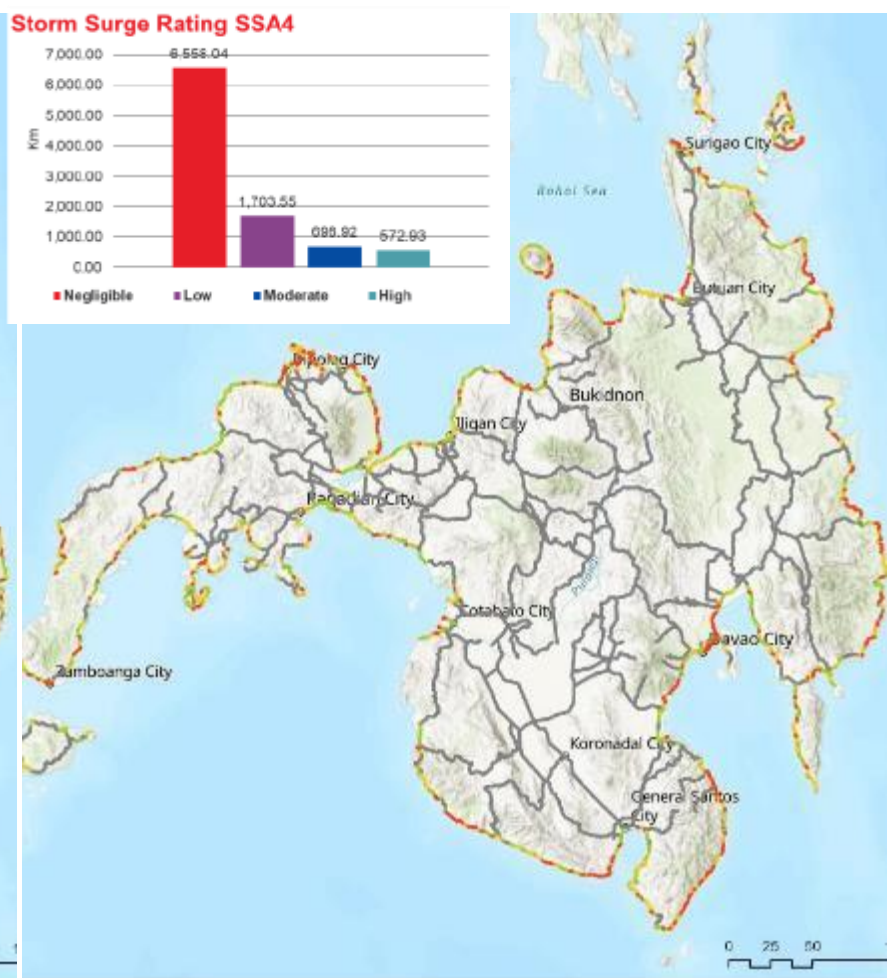 Storm Surge Rating SSA4
7,000.00
6,558.04
6,000.00
5,000.00
4,000.00
Km
3,000.00
2,000.00
1,703.55
1,000.00
572.93
0.00
Negligible
Low
Moderate
High
Surigao City
Bohol Sea
Butuan City
Dipolog City
Bukidnon
Iligan City
Pagadian City
Pulangi
Cotabato City
Davao City
Zamboanga City
Koronadal City
General Santos
City
0 25 50